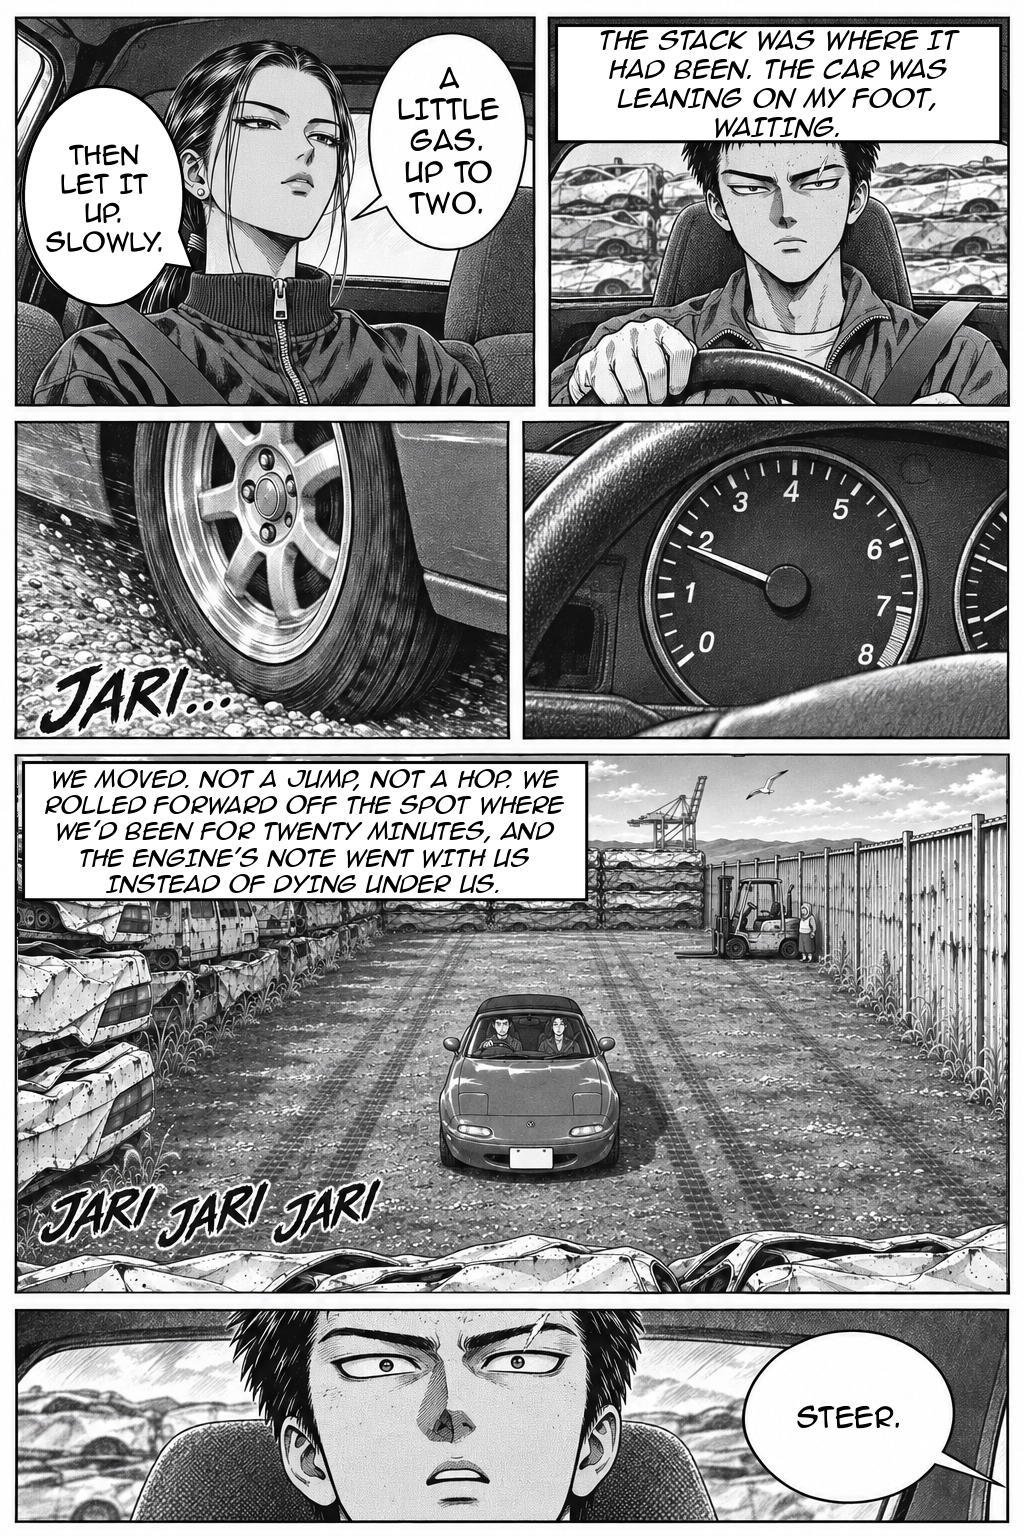 THE STACK WAS WHERE IT
HAD BEEN. THE CAR WAS
LEANING ON MY FOOT,
WAITING.
A
LITTLE
GAS.
UP TO
TWO.
THEN
LET IT
UP.
SLOWLY.
0
1
2
3
4
5
6
7
8
JARI...
WE MOVED. NOT A JUMP, NOT A HOP. WE
ROLLED FORWARD OFF THE SPOT WHERE
WE'D BEEN FOR TWENTY MINUTES, AND
THE ENGINE'S NOTE WENT WITH US
INSTEAD OF DYING UNDER US.
JARI JARI JARI
STEER.